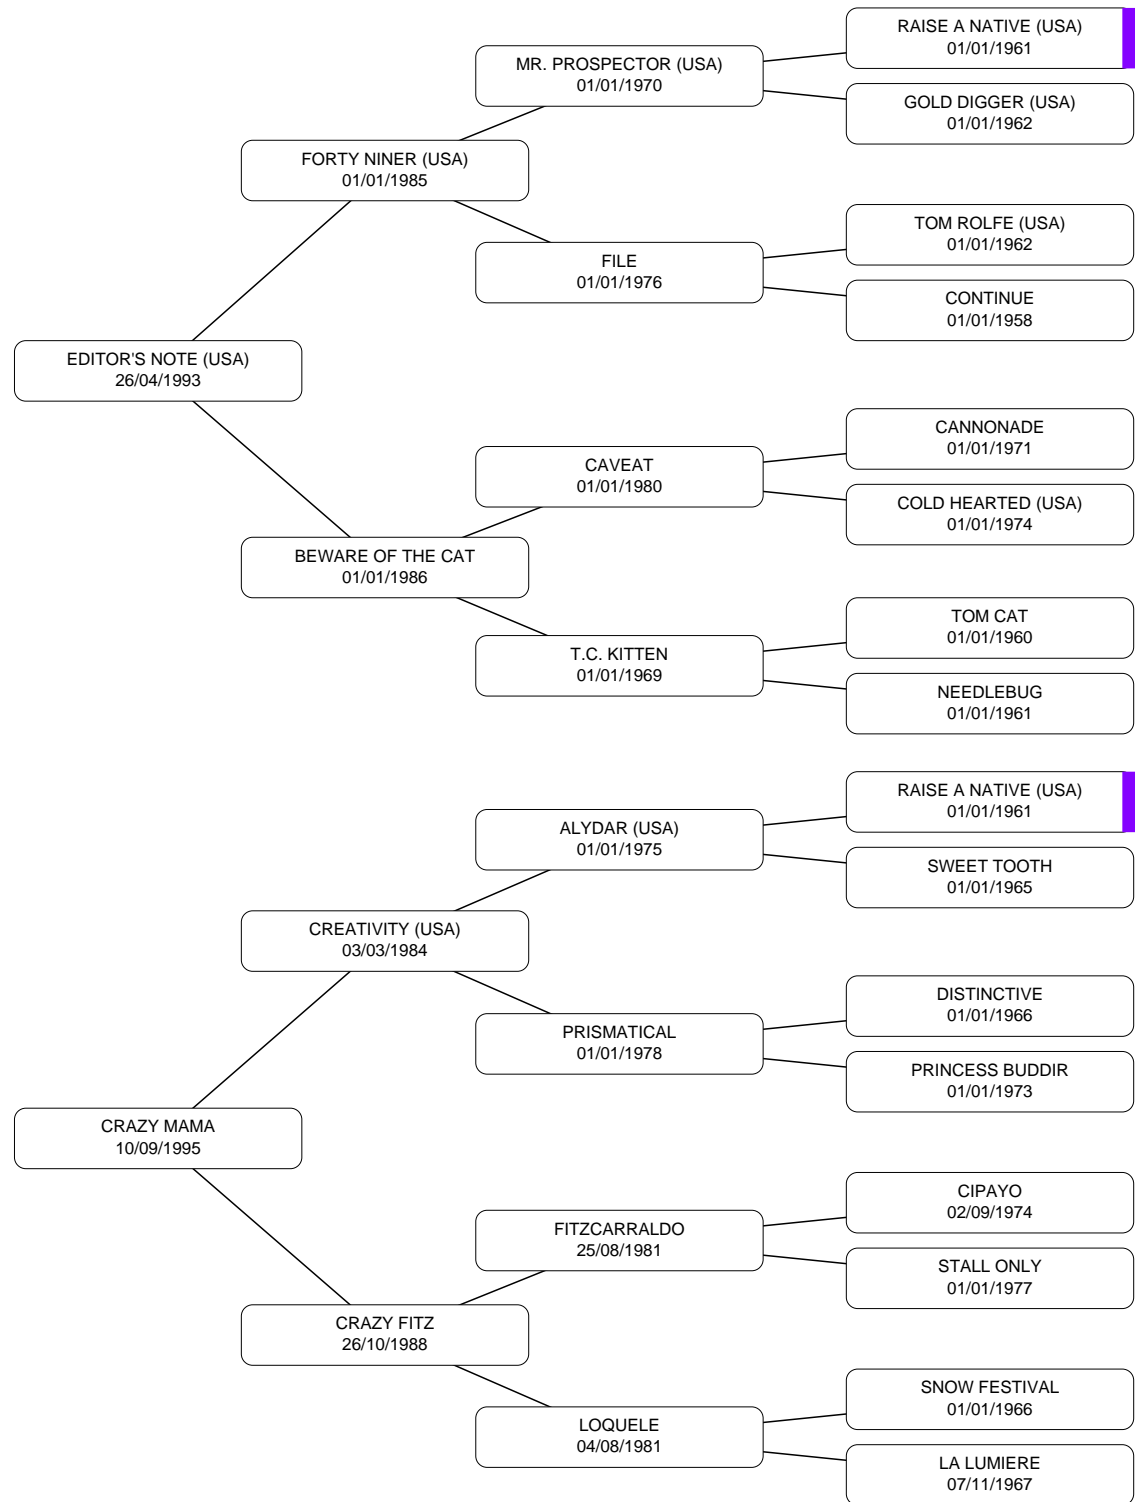 RAISE A NATIVE (USA)
01/01/1961
MR. PROSPECTOR (USA)
01/01/1970
GOLD DIGGER (USA)
01/01/1962
FORTY NINER (USA)
01/01/1985
TOM ROLFE (USA)
01/01/1962
FILE
01/01/1976
CONTINUE
01/01/1958
EDITOR'S NOTE (USA)
26/04/1993
CANNONADE
01/01/1971
CAVEAT
01/01/1980
COLD HEARTED (USA)
01/01/1974
BEWARE OF THE CAT
01/01/1986
TOM CAT
01/01/1960
T.C. KITTEN
01/01/1969
NEEDLEBUG
01/01/1961
RAISE A NATIVE (USA)
01/01/1961
ALYDAR (USA)
01/01/1975
SWEET TOOTH
01/01/1965
CREATIVITY (USA)
03/03/1984
DISTINCTIVE
01/01/1966
PRISMATICAL
01/01/1978
PRINCESS BUDDIR
01/01/1973
CRAZY MAMA
10/09/1995
CIPAYO
02/09/1974
FITZCARRALDO
25/08/1981
STALL ONLY
01/01/1977
CRAZY FITZ
26/10/1988
SNOW FESTIVAL
01/01/1966
LOQUELE
04/08/1981
LA LUMIERE
07/11/1967